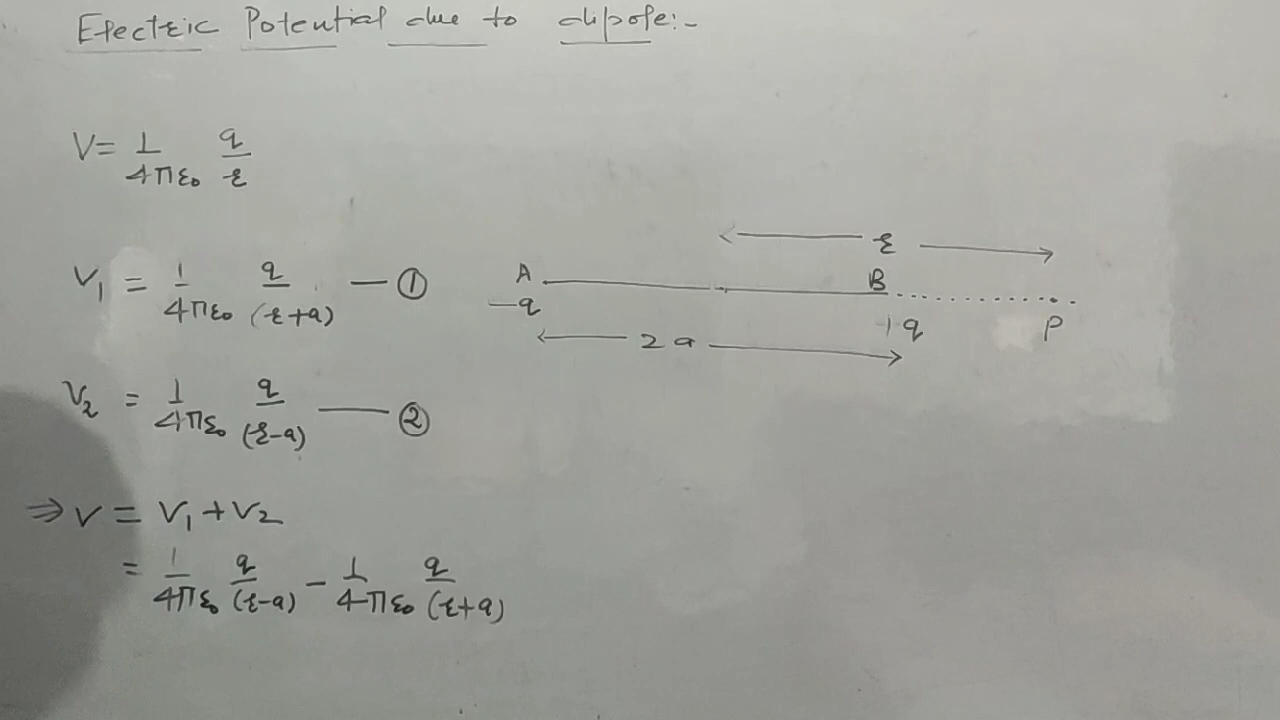 Electric Potential due to dipole:-
V = 1/4πε₀ q/r
V₁ = 1/4πε₀ q/(r+a) — ①
V₂ = 1/4πε₀ q/(r-a) — ②
⇒ V = V₁ + V₂
= 1/4πε₀ q/(r-a) - 1/4πε₀ q/(r+a)
r
A B
-q +q P
2a